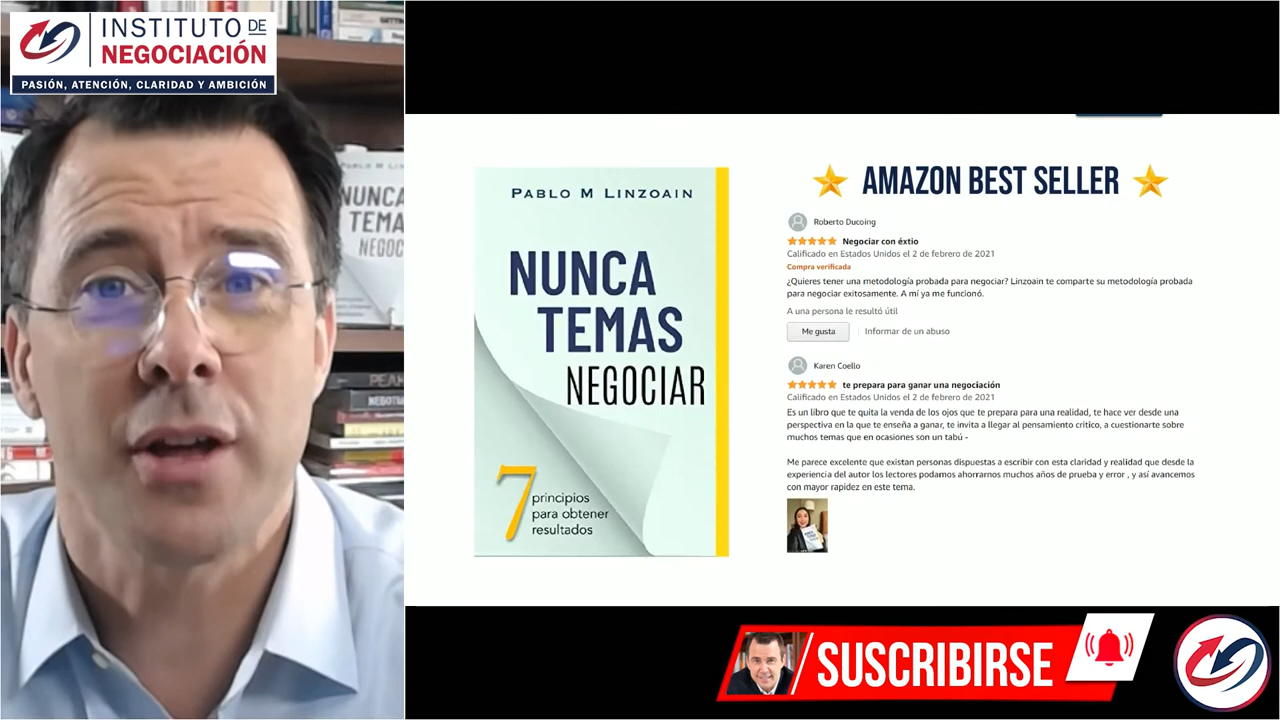 INSTITUTO DE
NEGOCIACIÓN
PASIÓN, ATENCIÓN, CLARIDAD Y AMBICIÓN
PABLO M LINZOAIN
NUNCA
TEMAS
NEGOC
PABLO M LINZOAIN
NUNCA
TEMAS
NEGOCIAR
7 principios
para obtener
resultados
AMAZON BEST SELLER
Roberto Ducoing
Negociar con éxtio
Calificado en Estados Unidos el 2 de febrero de 2021
Compra verificada
¿Quieres tener una metodología probada para negociar? Linzoain te comparte su metodología probada
para negociar exitosamente. A mí ya me funcionó.
A una persona le resultó útil
Me gusta
Informar de un abuso
Karen Coello
te prepara para ganar una negociación
Calificado en Estados Unidos el 2 de febrero de 2021
Es un libro que te quita la venda de los ojos que te prepara para una realidad, te hace ver desde una
perspectiva en la que te enseña a ganar, te invita a llegar al pensamiento critico, a cuestionarte sobre
muchos temas que en ocasiones son un tabú -
Me parece excelente que existan personas dispuestas a escribir con esta claridad y realidad que desde la
experiencia del autor los lectores podamos ahorrarnos muchos años de prueba y error , y así avancemos
con mayor rapidez en este tema.
SUSCRIBIRSE